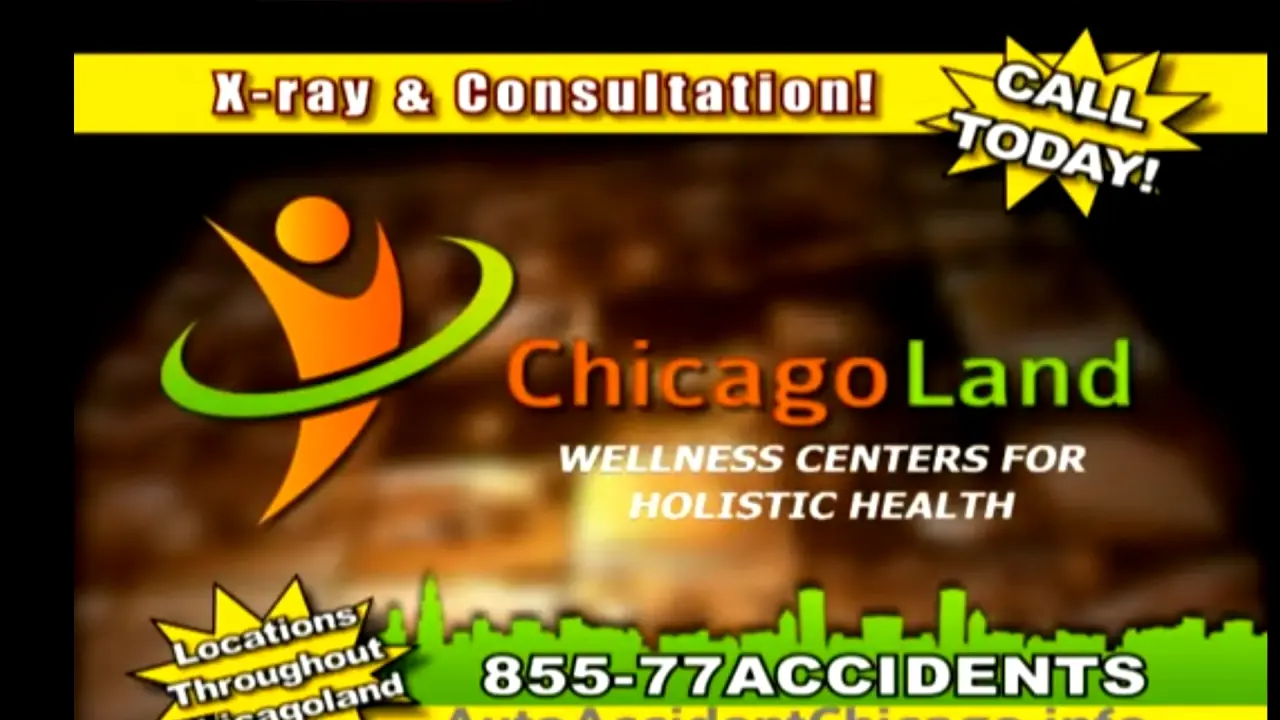 X-ray & Consultation!
CALL
TODAY!
Chicago Land
WELLNESS CENTERS FOR
HOLISTIC HEALTH
Locations
Throughout
855-77ACCIDENTS